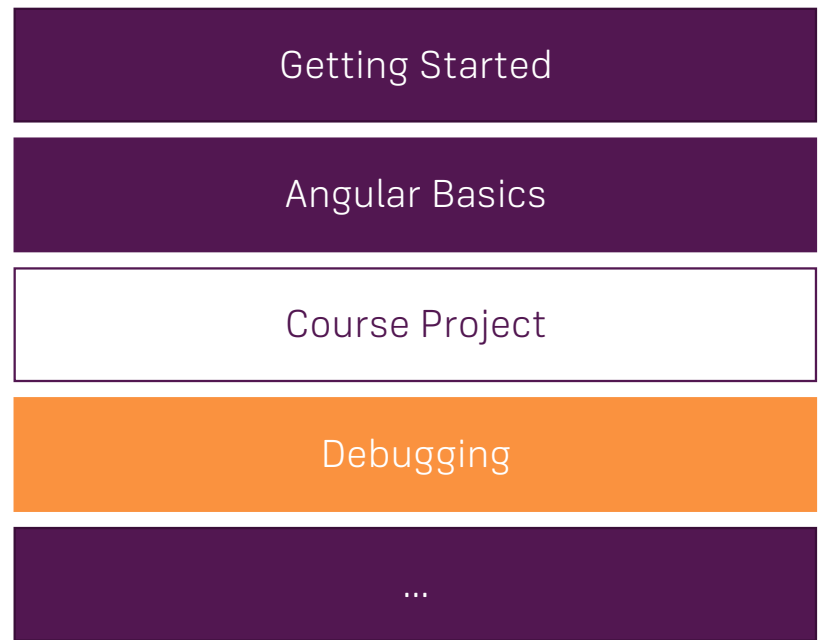 Getting Started
Angular Basics
Course Project
Debugging
...